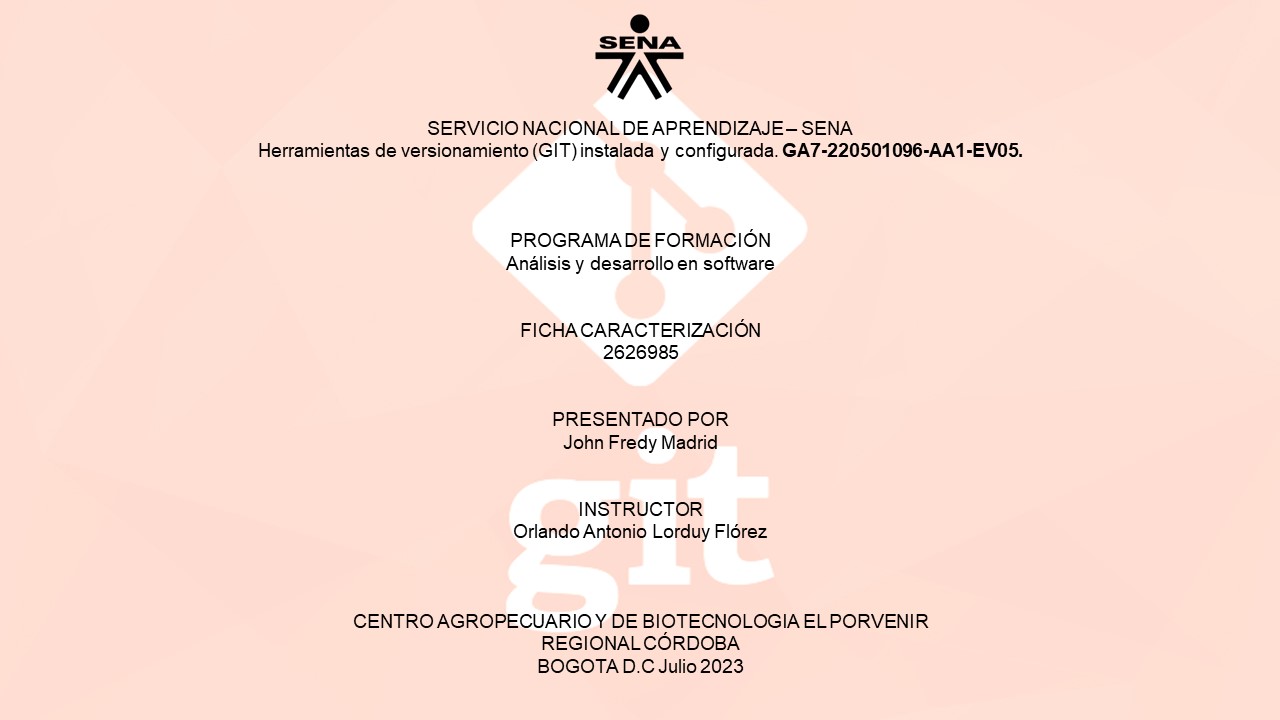 SENA
SERVICIO NACIONAL DE APRENDIZAJE – SENA
Herramientas de versionamiento (GIT) instalada y configurada. GA7-220501096-AA1-EV05.
PROGRAMA DE FORMACIÓN
Análisis y desarrollo en software
FICHA CARACTERIZACIÓN
2626985
PRESENTADO POR
John Fredy Madrid
git
INSTRUCTOR
Orlando Antonio Lorduy Flórez
CENTRO AGROPECUARIO Y DE BIOTECNOLOGIA EL PORVENIR
REGIONAL CÓRDOBA
BOGOTA D.C Julio 2023